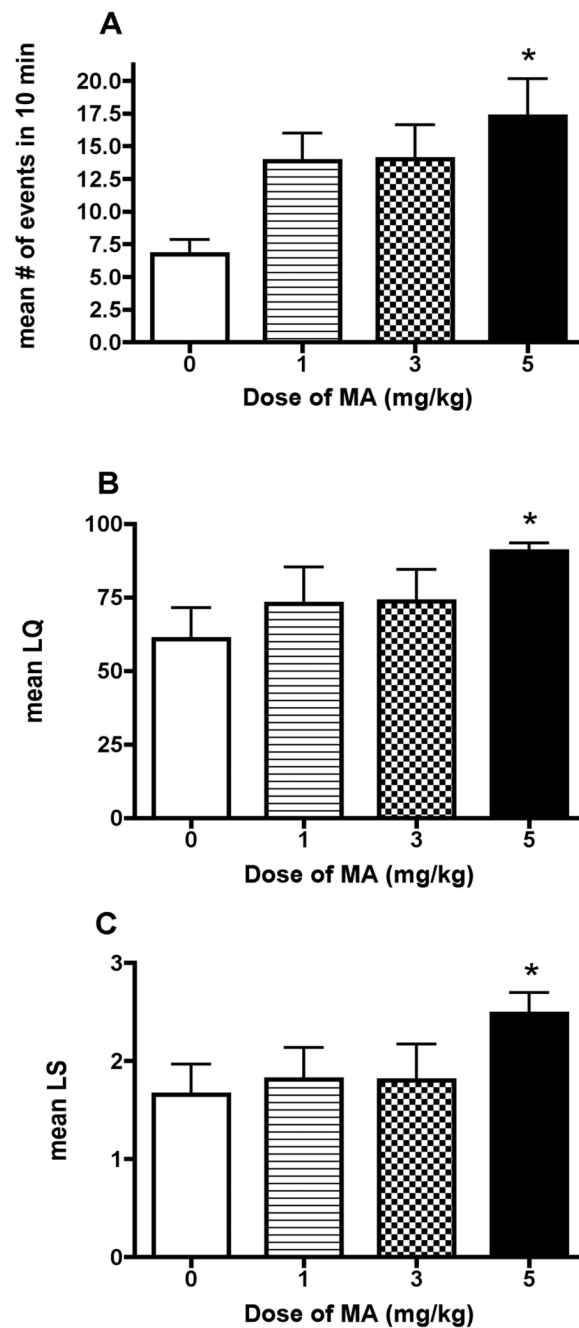 A
mean # of events in 10 min
20.0
17.5
15.0
12.5
10.0
7.5
5.0
2.5
0.0
*
0 1 3 5
Dose of MA (mg/kg)
B
mean LQ
100
75
50
25
0
*
0 1 3 5
Dose of MA (mg/kg)
C
mean LS
3
2
1
0
*
0 1 3 5
Dose of MA (mg/kg)